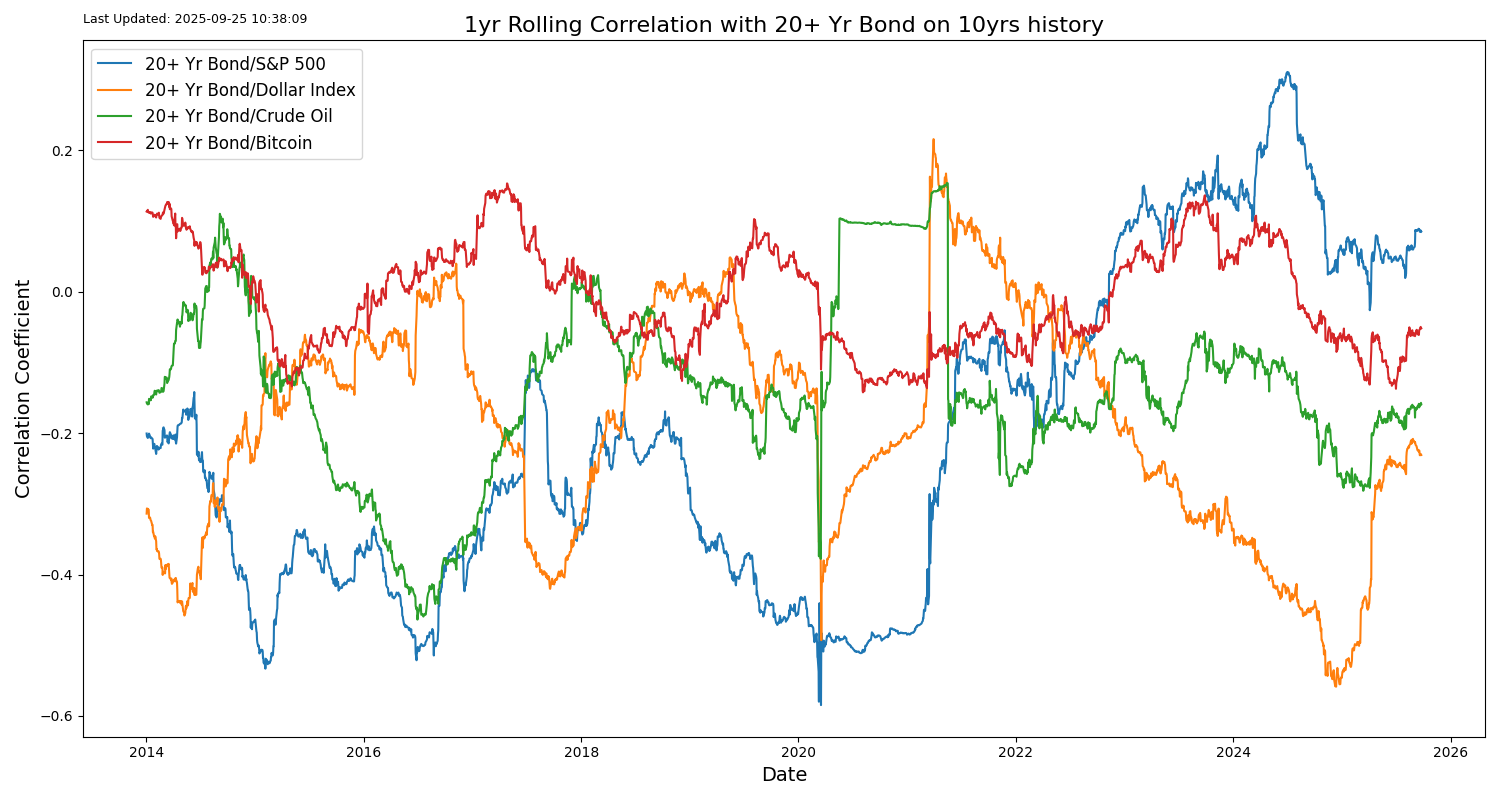 Last Updated: 2025-09-25 10:38:09
1yr Rolling Correlation with 20+ Yr Bond on 10yrs history
20+ Yr Bond/S&P 500
20+ Yr Bond/Dollar Index
20+ Yr Bond/Crude Oil
20+ Yr Bond/Bitcoin
Correlation Coefficient
0.2
0.0
−0.2
−0.4
−0.6
2014
2016
2018
2020
2022
2024
2026
Date